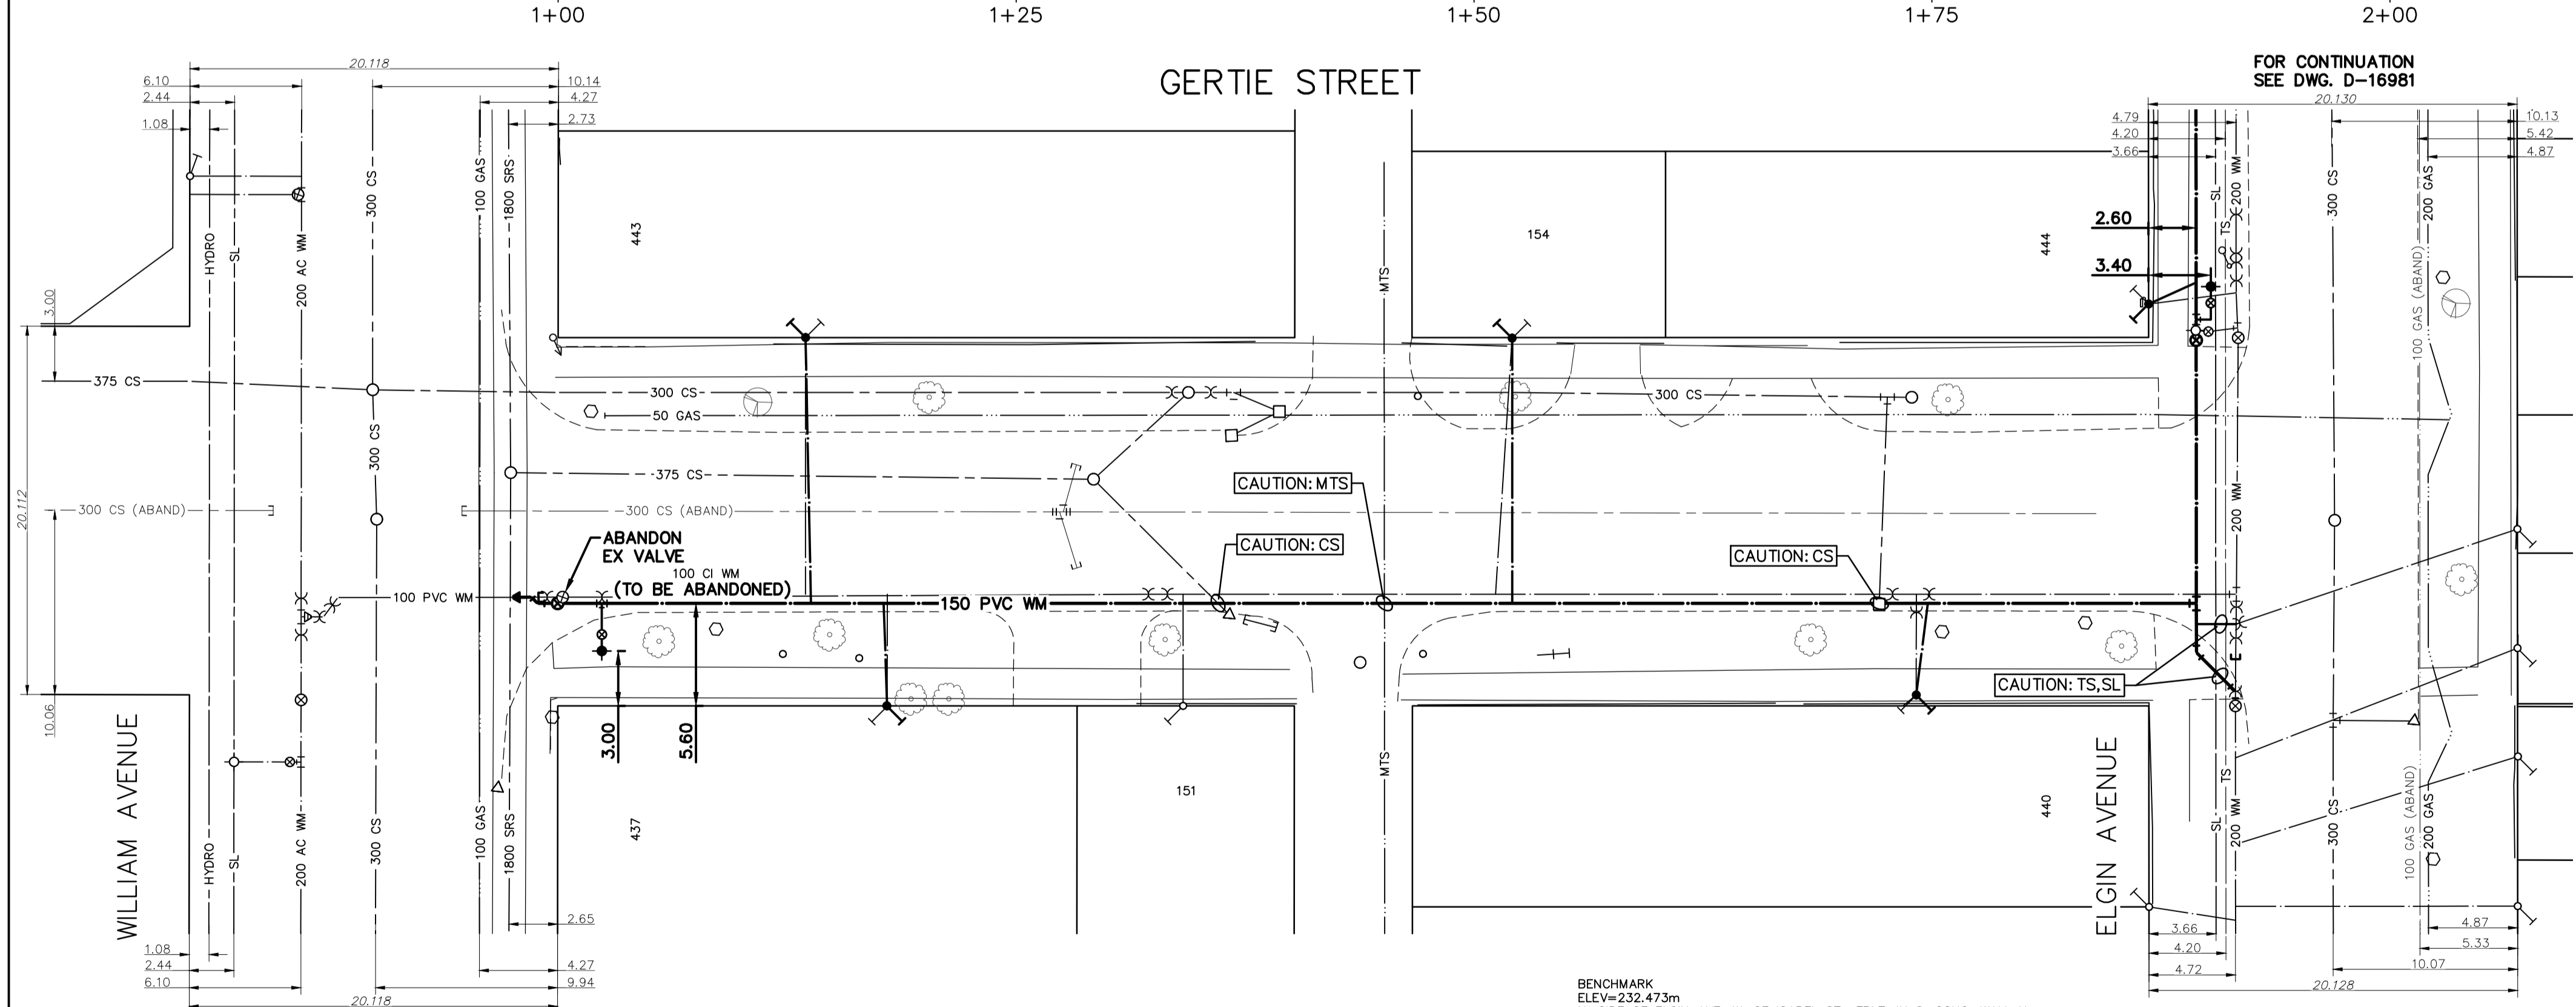 1+00
1+25
1+50
1+75
2+00
GERTIE STREET
FOR CONTINUATION
SEE DWG. D-16981
20.118
6.10
10.14
2.44
4.27
1.08
2.73
20.130
4.79
10.13
4.20
5.42
3.66
4.87
100 GAS
1800 SRS
300 CS
HYDRO
SL
200 AC WM
443
154
444
MTS
2.60
3.40
SL
TS
200 WM
300 CS
100 GAS (ABAND)
200 GAS
3.00
375 CS
300 CS
50 GAS
300 CS
300 CS
375 CS
CAUTION: MTS
20.112
300 CS (ABAND)
300 CS (ABAND)
200 WM
ABANDON
EX VALVE
100 CI WM
(TO BE ABANDONED)
CAUTION: CS
CAUTION: CS
100 PVC WM
150 PVC WM
CAUTION: TS,SL
10.06
3.00
5.60
WILLIAM AVENUE
HYDRO
SL
200 AC WM
300 CS
100 GAS
1800 SRS
437
151
MTS
440
ELGIN AVENUE
SL
TS
200 WM
300 CS
100 GAS (ABAND)
200 GAS
2.65
1.08
2.44
4.27
6.10
9.94
20.118
3.66
4.87
4.20
5.33
4.72
10.07
20.128
BENCHMARK
ELEV=232.473m